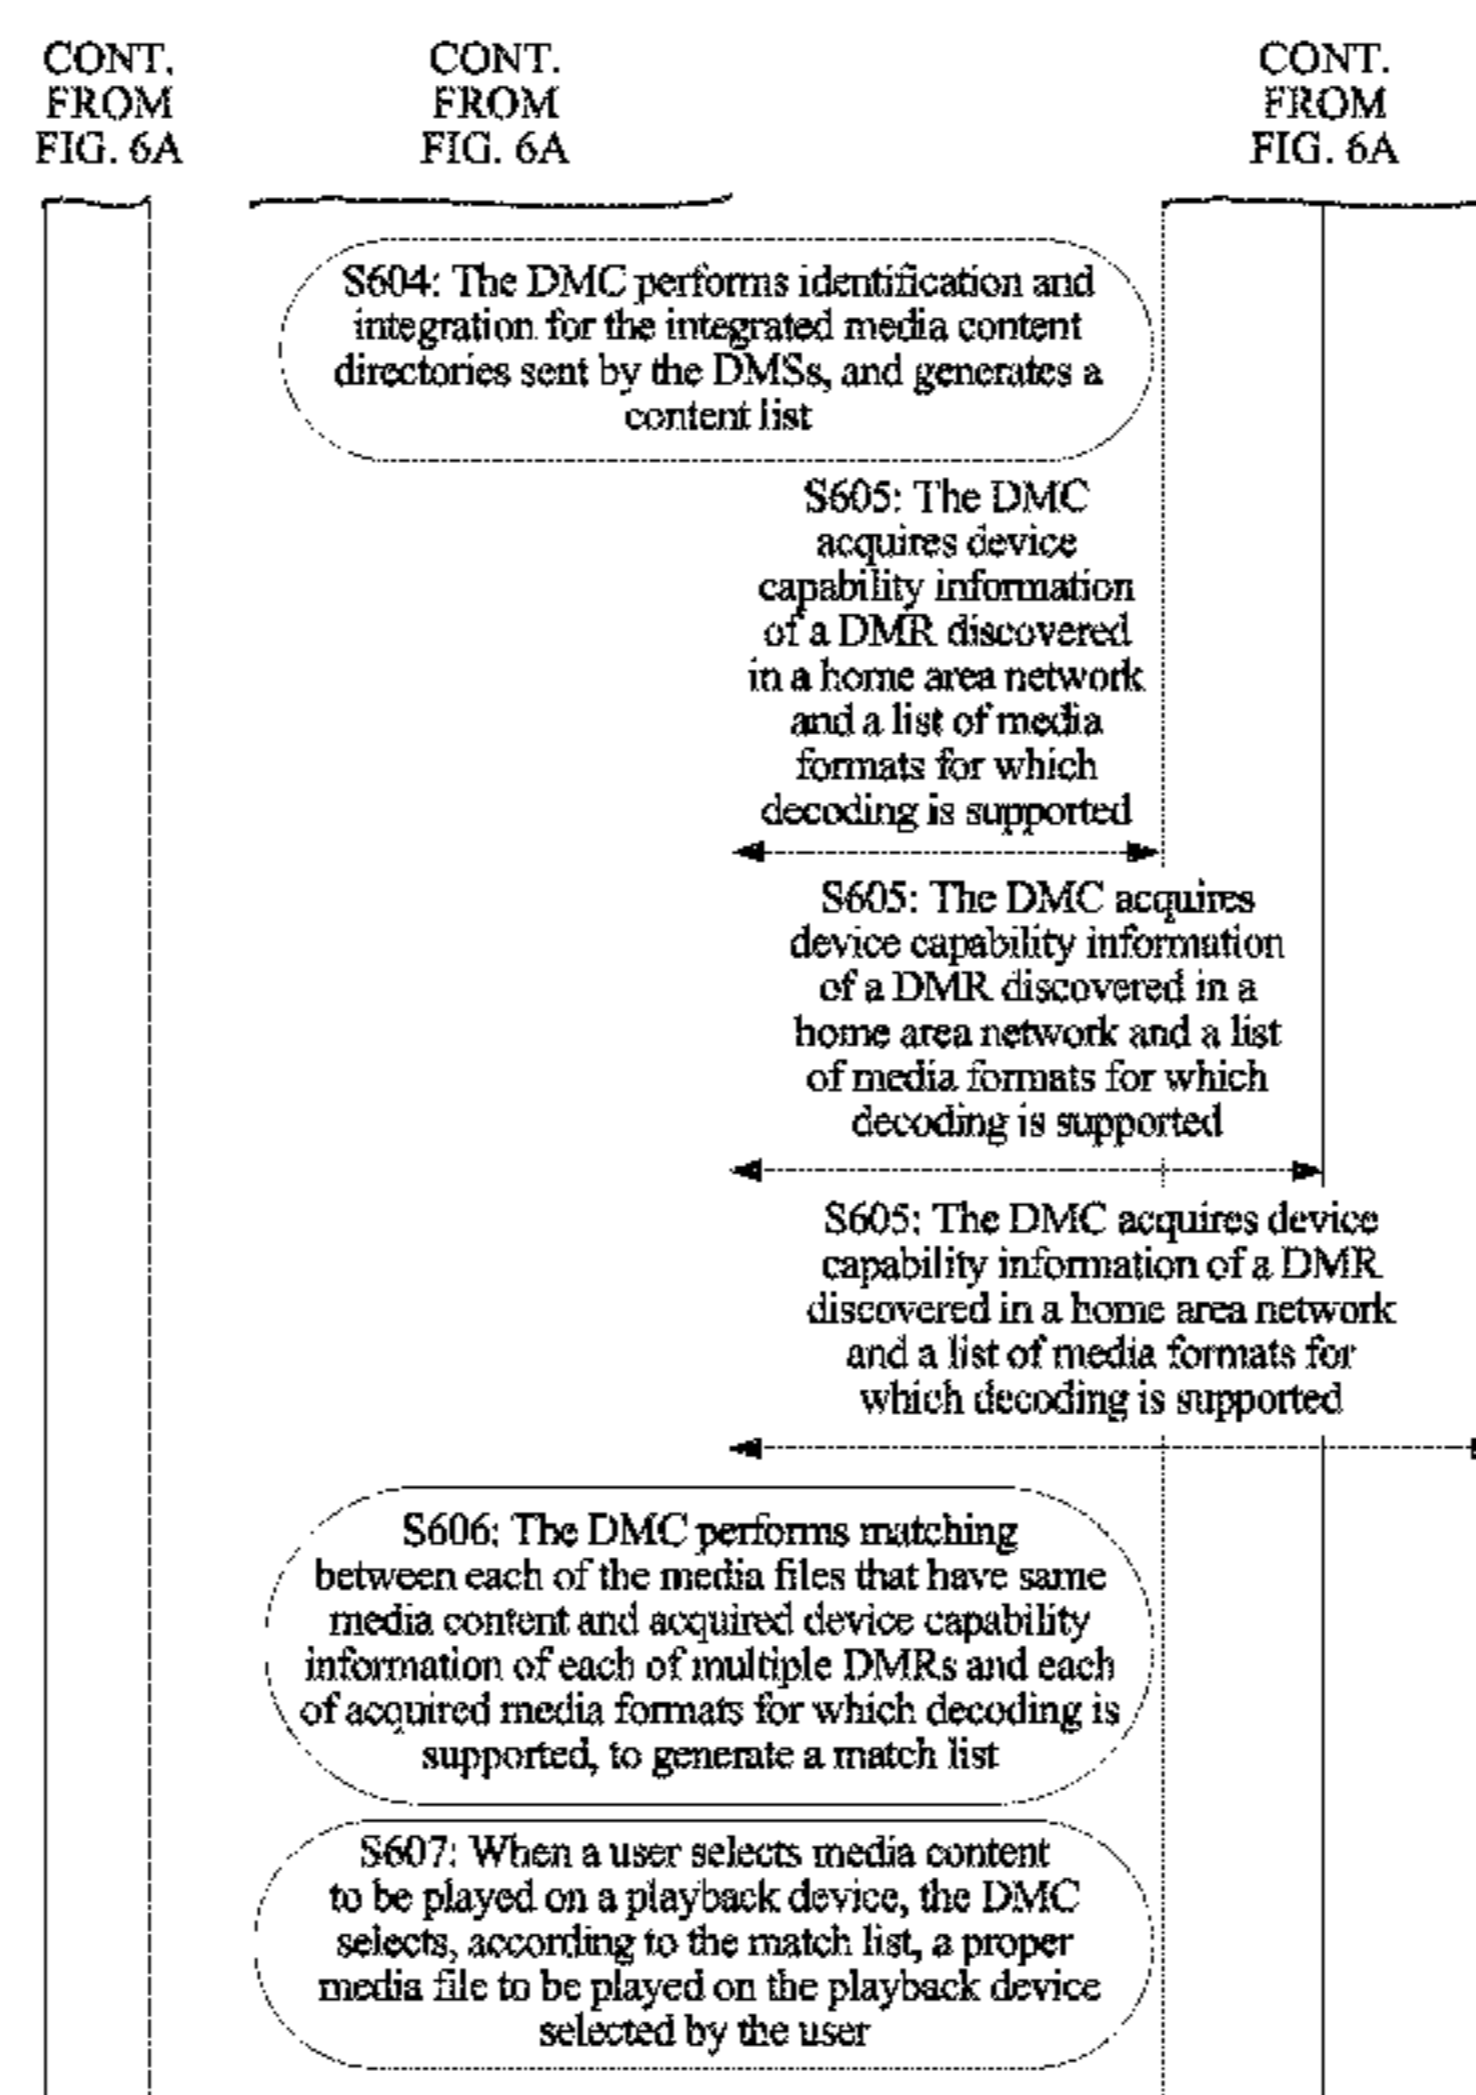 CONT.
FROM
FIG. 6A
CONT.
FROM
FIG. 6A
CONT.
FROM
FIG. 6A
S604: The DMC performs identification and
integration for the integrated media content
directories sent by the DMSs, and generates a
content list
S605: The DMC
acquires device
capability information
of a DMR discovered
in a home area network
and a list of media
formats for which
decoding is supported
S605: The DMC acquires
device capability information
of a DMR discovered in a
home area network and a list
of media formats for which
decoding is supported
S605: The DMC acquires device
capability information of a DMR
discovered in a home area network
and a list of media formats for
which decoding is supported
S606: The DMC performs matching
between each of the media files that have same
media content and acquired device capability
information of each of multiple DMRs and each
of acquired media formats for which decoding is
supported, to generate a match list
S607: When a user selects media content
to be played on a playback device, the DMC
selects, according to the match list, a proper
media file to be played on the playback device
selected by the user